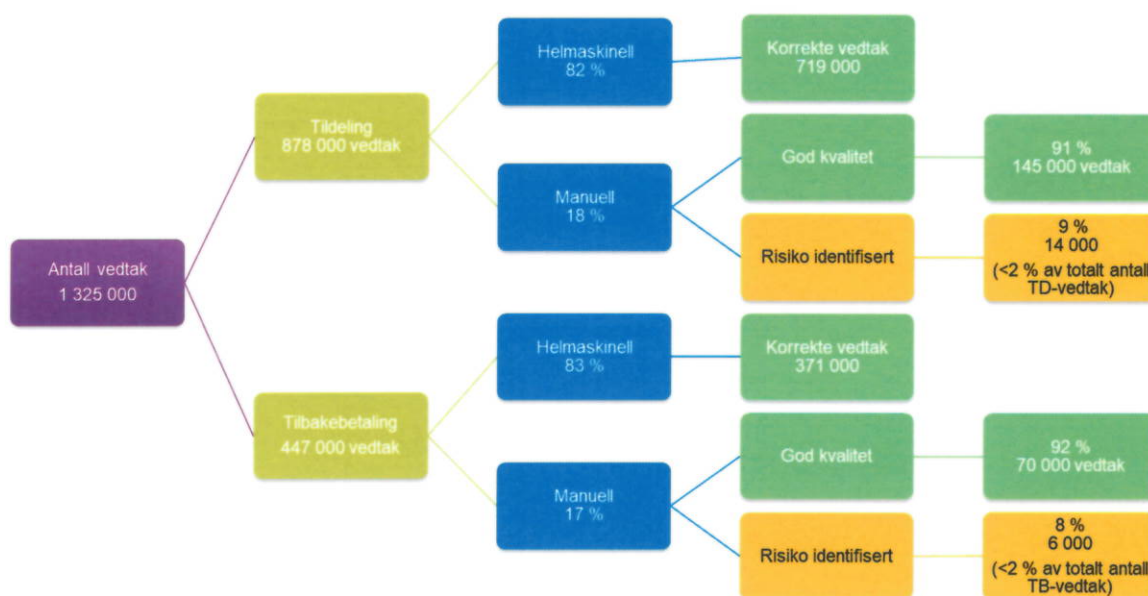 Antall vedtak
1 325 000
Tildeling
878 000 vedtak
Helmaskinell
82 %
Korrekte vedtak
719 000
Manuell
18 %
God kvalitet
91 %
145 000 vedtak
Risiko identifisert
9 %
14 000
(<2 % av totalt antall
TD-vedtak)
Tilbakebetaling
447 000 vedtak
Helmaskinell
83 %
Korrekte vedtak
371 000
Manuell
17 %
God kvalitet
92 %
70 000 vedtak
Risiko identifisert
8 %
6 000
(<2 % av totalt antall
TB-vedtak)